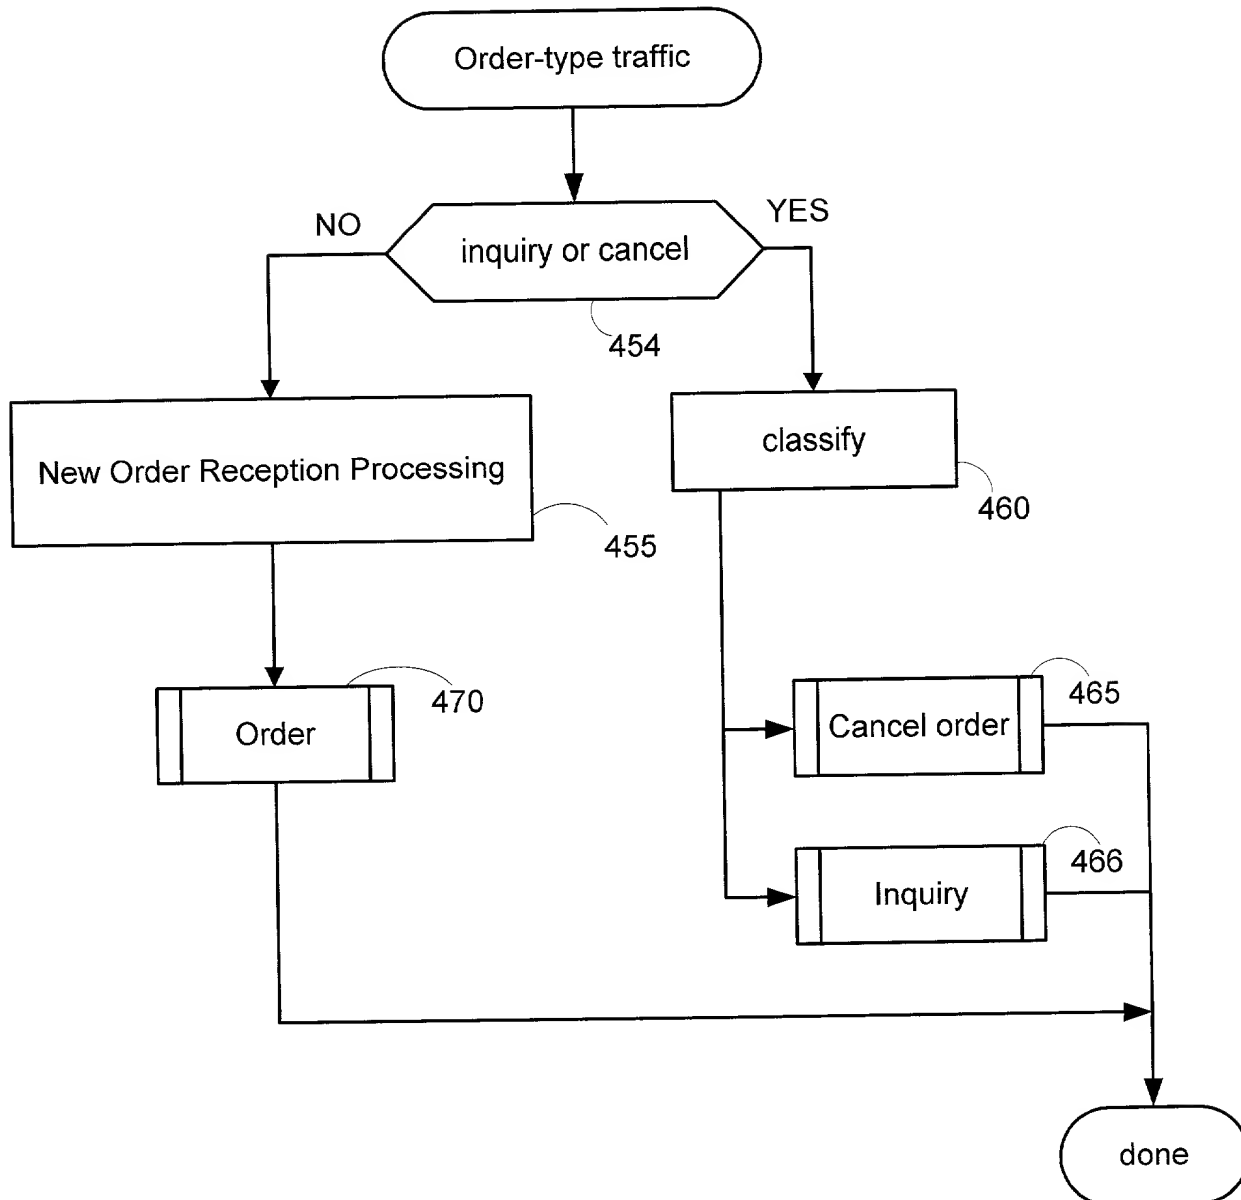 Order-type traffic
NO
YES
inquiry or cancel
454
New Order Reception Processing
455
classify
460
Order
470
Cancel order
465
Inquiry
466
done